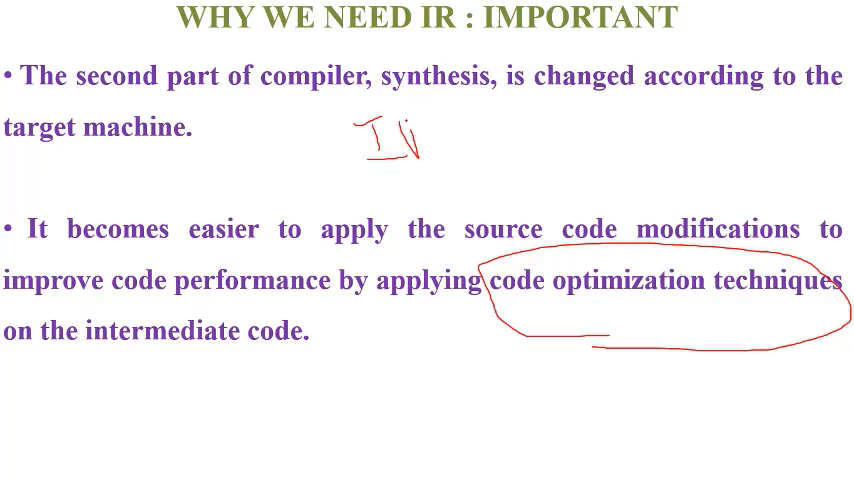 WHY WE NEED IR : IMPORTANT
• The second part of compiler, synthesis, is changed according to the
target machine.
• It becomes easier to apply the source code modifications to
improve code performance by applying code optimization techniques
on the intermediate code.